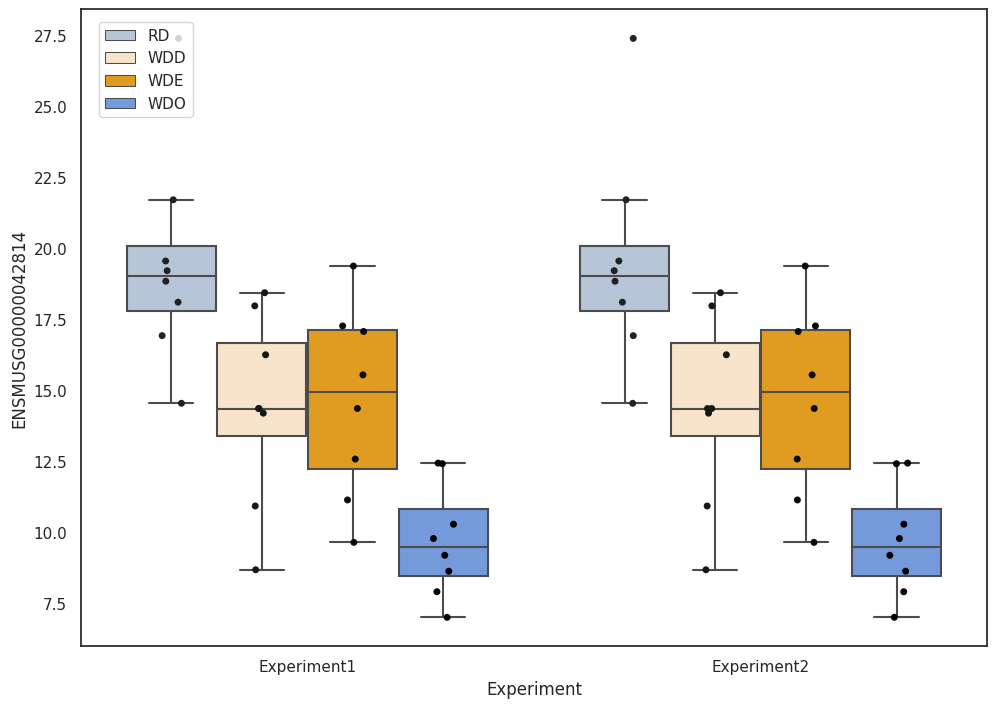 27.5
25.0
22.5
20.0
17.5
15.0
12.5
10.0
7.5
ENSMUSG00000042814
RD
WDD
WDE
WDO
Experiment1
Experiment2
Experiment